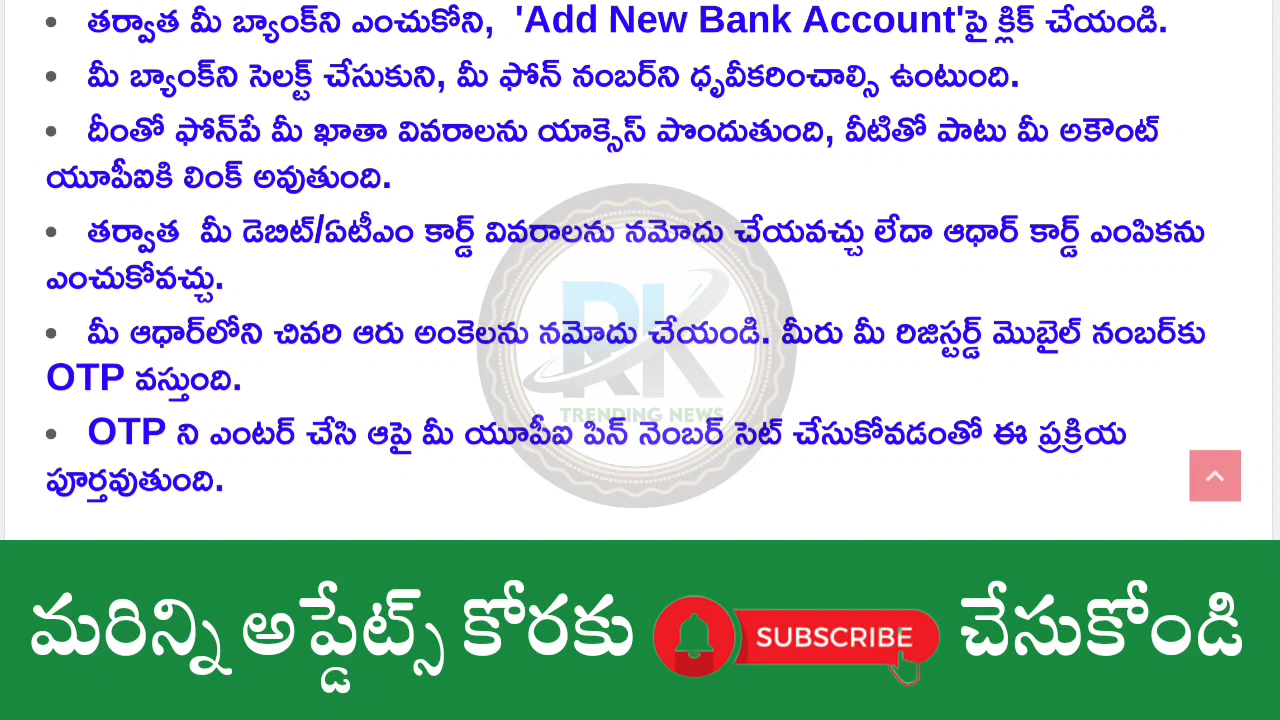 • తర్వాత మీ బ్యాంక్‌ని ఎంచుకోని, 'Add New Bank Account'పై క్లిక్ చేయండి.
• మీ బ్యాంక్‌ని సెలక్ట్ చేసుకుని, మీ ఫోన్ నంబర్‌ని ధృవీకరించాల్సి ఉంటుంది.
• దీంతో ఫోన్‌పే మీ ఖాతా వివరాలను యాక్సెస్ పొందుతుంది, వీటితో పాటు మీ అకౌంట్
యూపీఐకి లింక్ అవుతుంది.
• తర్వాత మీ డెబిట్/ఏటీఎం కార్డ్ వివరాలను నమోదు చేయవచ్చు లేదా ఆధార్ కార్డ్ ఎంపికను
ఎంచుకోవచ్చు.
• మీ ఆధార్‌లోని చివరి ఆరు అంకెలను నమోదు చేయండి. మీరు మీ రిజిస్టర్డ్ మొబైల్ నంబర్‌కు
OTP వస్తుంది.
• OTP ని ఎంటర్ చేసి ఆపై మీ యూపీఐ పిన్ నెంబర్ సెట్ చేసుకోవడంతో ఈ ప్రక్రియ
పూర్తవుతుంది.
RK
TRENDING NEWS
మరిన్ని అప్డేట్స్ కోరకు SUBSCRIBE చేసుకోండి